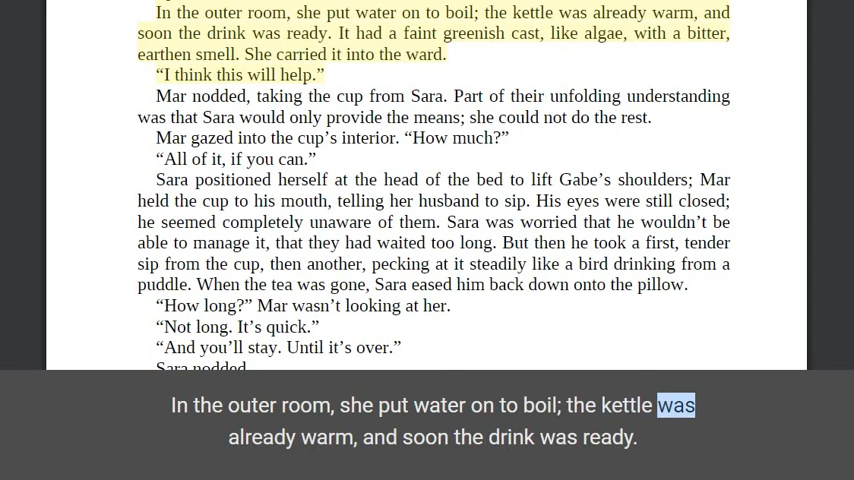 In the outer room, she put water on to boil; the kettle was already warm, and
soon the drink was ready. It had a faint greenish cast, like algae, with a bitter,
earthen smell. She carried it into the ward.
“I think this will help.”
Mar nodded, taking the cup from Sara. Part of their unfolding understanding
was that Sara would only provide the means; she could not do the rest.
Mar gazed into the cup’s interior. “How much?”
“All of it, if you can.”
Sara positioned herself at the head of the bed to lift Gabe’s shoulders; Mar
held the cup to his mouth, telling her husband to sip. His eyes were still closed;
he seemed completely unaware of them. Sara was worried that he wouldn’t be
able to manage it, that they had waited too long. But then he took a first, tender
sip from the cup, then another, pecking at it steadily like a bird drinking from a
puddle. When the tea was gone, Sara eased him back down onto the pillow.
“How long?” Mar wasn’t looking at her.
“Not long. It’s quick.”
“And you’ll stay. Until it’s over.”
Sara nodded
In the outer room, she put water on to boil; the kettle was
already warm, and soon the drink was ready.